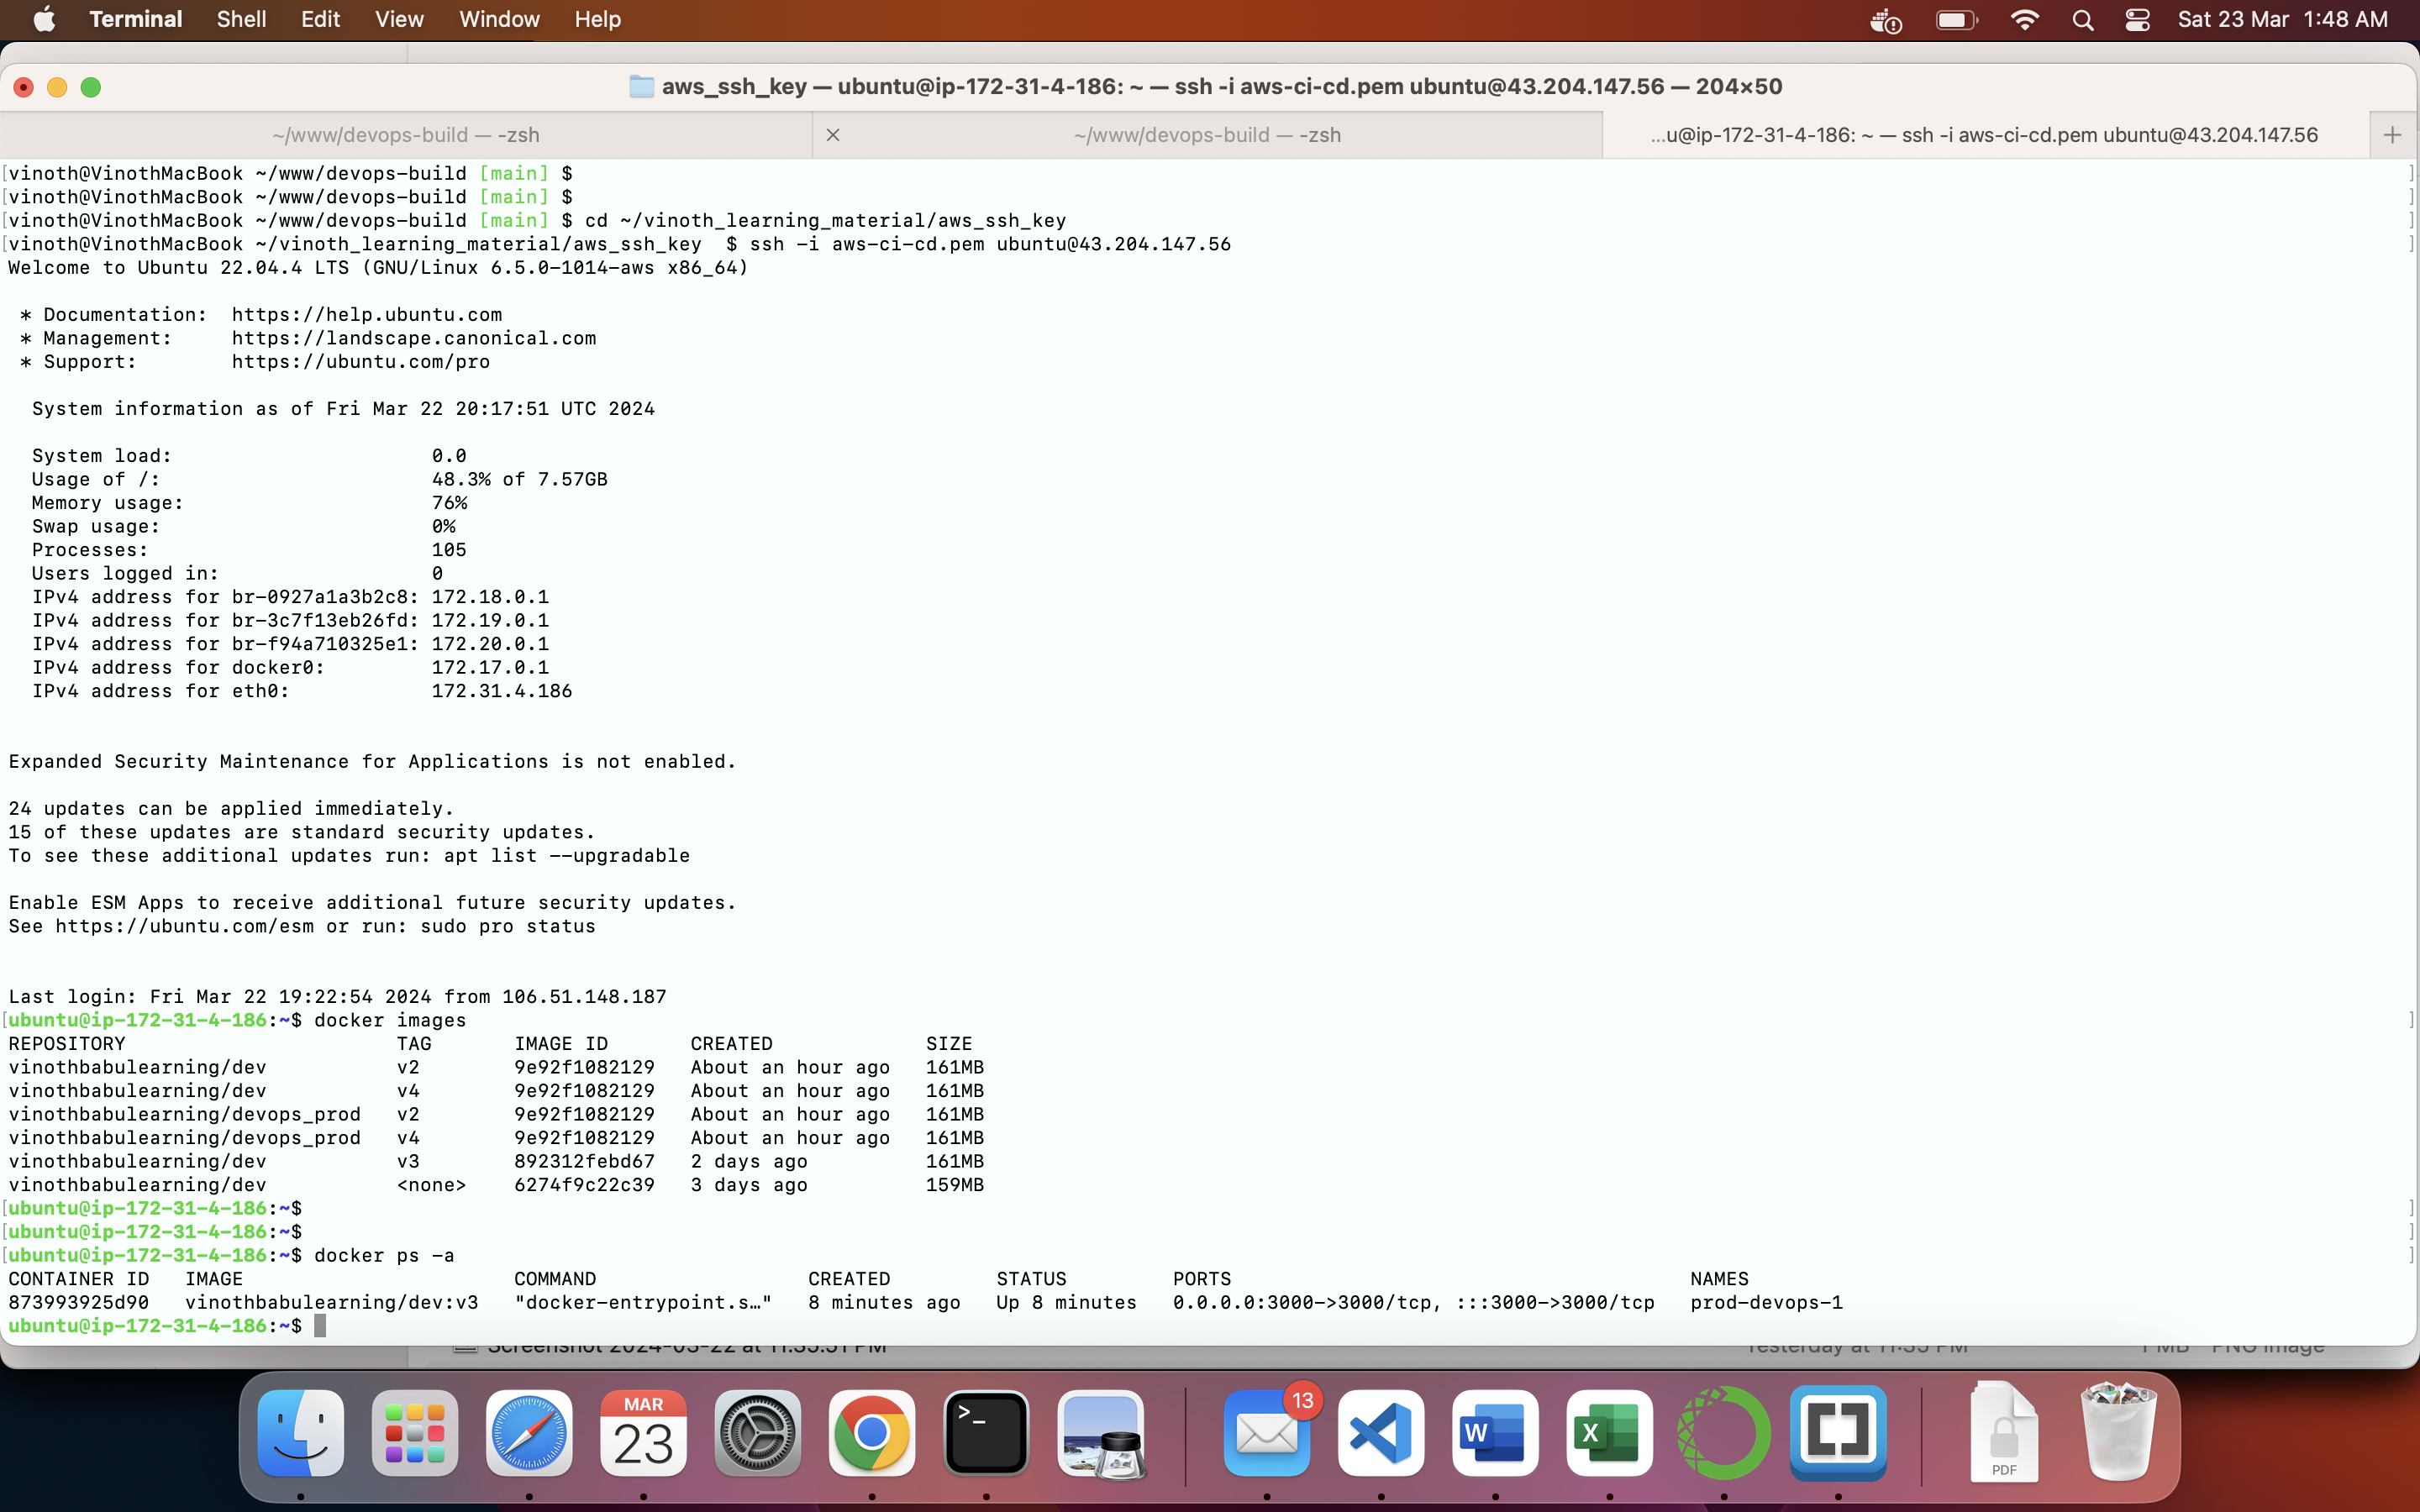 Terminal Shell Edit View Window Help Sat 23 Mar 1:48 AM
aws_ssh_key — ubuntu@ip-172-31-4-186: ~ — ssh -i aws-ci-cd.pem ubuntu@43.204.147.56 — 204×50
~/www/devops-build — -zsh ~/www/devops-build — -zsh ...u@ip-172-31-4-186: ~ — ssh -i aws-ci-cd.pem ubuntu@43.204.147.56
[vinoth@VinothMacBook ~/www/devops-build [main] $ ]
[vinoth@VinothMacBook ~/www/devops-build [main] $ ]
[vinoth@VinothMacBook ~/www/devops-build [main] $ cd ~/vinoth_learning_material/aws_ssh_key ]
[vinoth@VinothMacBook ~/vinoth_learning_material/aws_ssh_key  $ ssh -i aws-ci-cd.pem ubuntu@43.204.147.56 ]
Welcome to Ubuntu 22.04.4 LTS (GNU/Linux 6.5.0-1014-aws x86_64)
* Documentation:  https://help.ubuntu.com
* Management:     https://landscape.canonical.com
* Support:        https://ubuntu.com/pro
System information as of Fri Mar 22 20:17:51 UTC 2024
System load:                      0.0
Usage of /:                       48.3% of 7.57GB
Memory usage:                     76%
Swap usage:                       0%
Processes:                        105
Users logged in:                  0
IPv4 address for br-0927a1a3b2c8: 172.18.0.1
IPv4 address for br-3c7f13eb26fd: 172.19.0.1
IPv4 address for br-f94a710325e1: 172.20.0.1
IPv4 address for docker0:         172.17.0.1
IPv4 address for eth0:            172.31.4.186
Expanded Security Maintenance for Applications is not enabled.
24 updates can be applied immediately.
15 of these updates are standard security updates.
To see these additional updates run: apt list --upgradable
Enable ESM Apps to receive additional future security updates.
See https://ubuntu.com/esm or run: sudo pro status
Last login: Fri Mar 22 19:22:54 2024 from 106.51.148.187
[ubuntu@ip-172-31-4-186:~$ docker images ]
REPOSITORY                       TAG       IMAGE ID       CREATED             SIZE
vinothbabulearning/dev           v2        9e92f1082129   About an hour ago   161MB
vinothbabulearning/dev           v4        9e92f1082129   About an hour ago   161MB
vinothbabulearning/devops_prod   v2        9e92f1082129   About an hour ago   161MB
vinothbabulearning/devops_prod   v4        9e92f1082129   About an hour ago   161MB
vinothbabulearning/dev           v3        892312febd67   2 days ago          161MB
vinothbabulearning/dev           <none>    6274f9c22c39   3 days ago          159MB
[ubuntu@ip-172-31-4-186:~$ ]
[ubuntu@ip-172-31-4-186:~$ ]
[ubuntu@ip-172-31-4-186:~$ docker ps -a ]
CONTAINER ID   IMAGE                       COMMAND                  CREATED         STATUS         PORTS                                       NAMES
873993925d90   vinothbabulearning/dev:v3   "docker-entrypoint.s…"   8 minutes ago   Up 8 minutes   0.0.0.0:3000->3000/tcp, :::3000->3000/tcp   prod-devops-1
ubuntu@ip-172-31-4-186:~$
Screenshot 2024-03-22 at 11.35.51 PM Yesterday at 11:35 PM 1 MB PNG image
MAR
23
>_
13
W
X
PDF